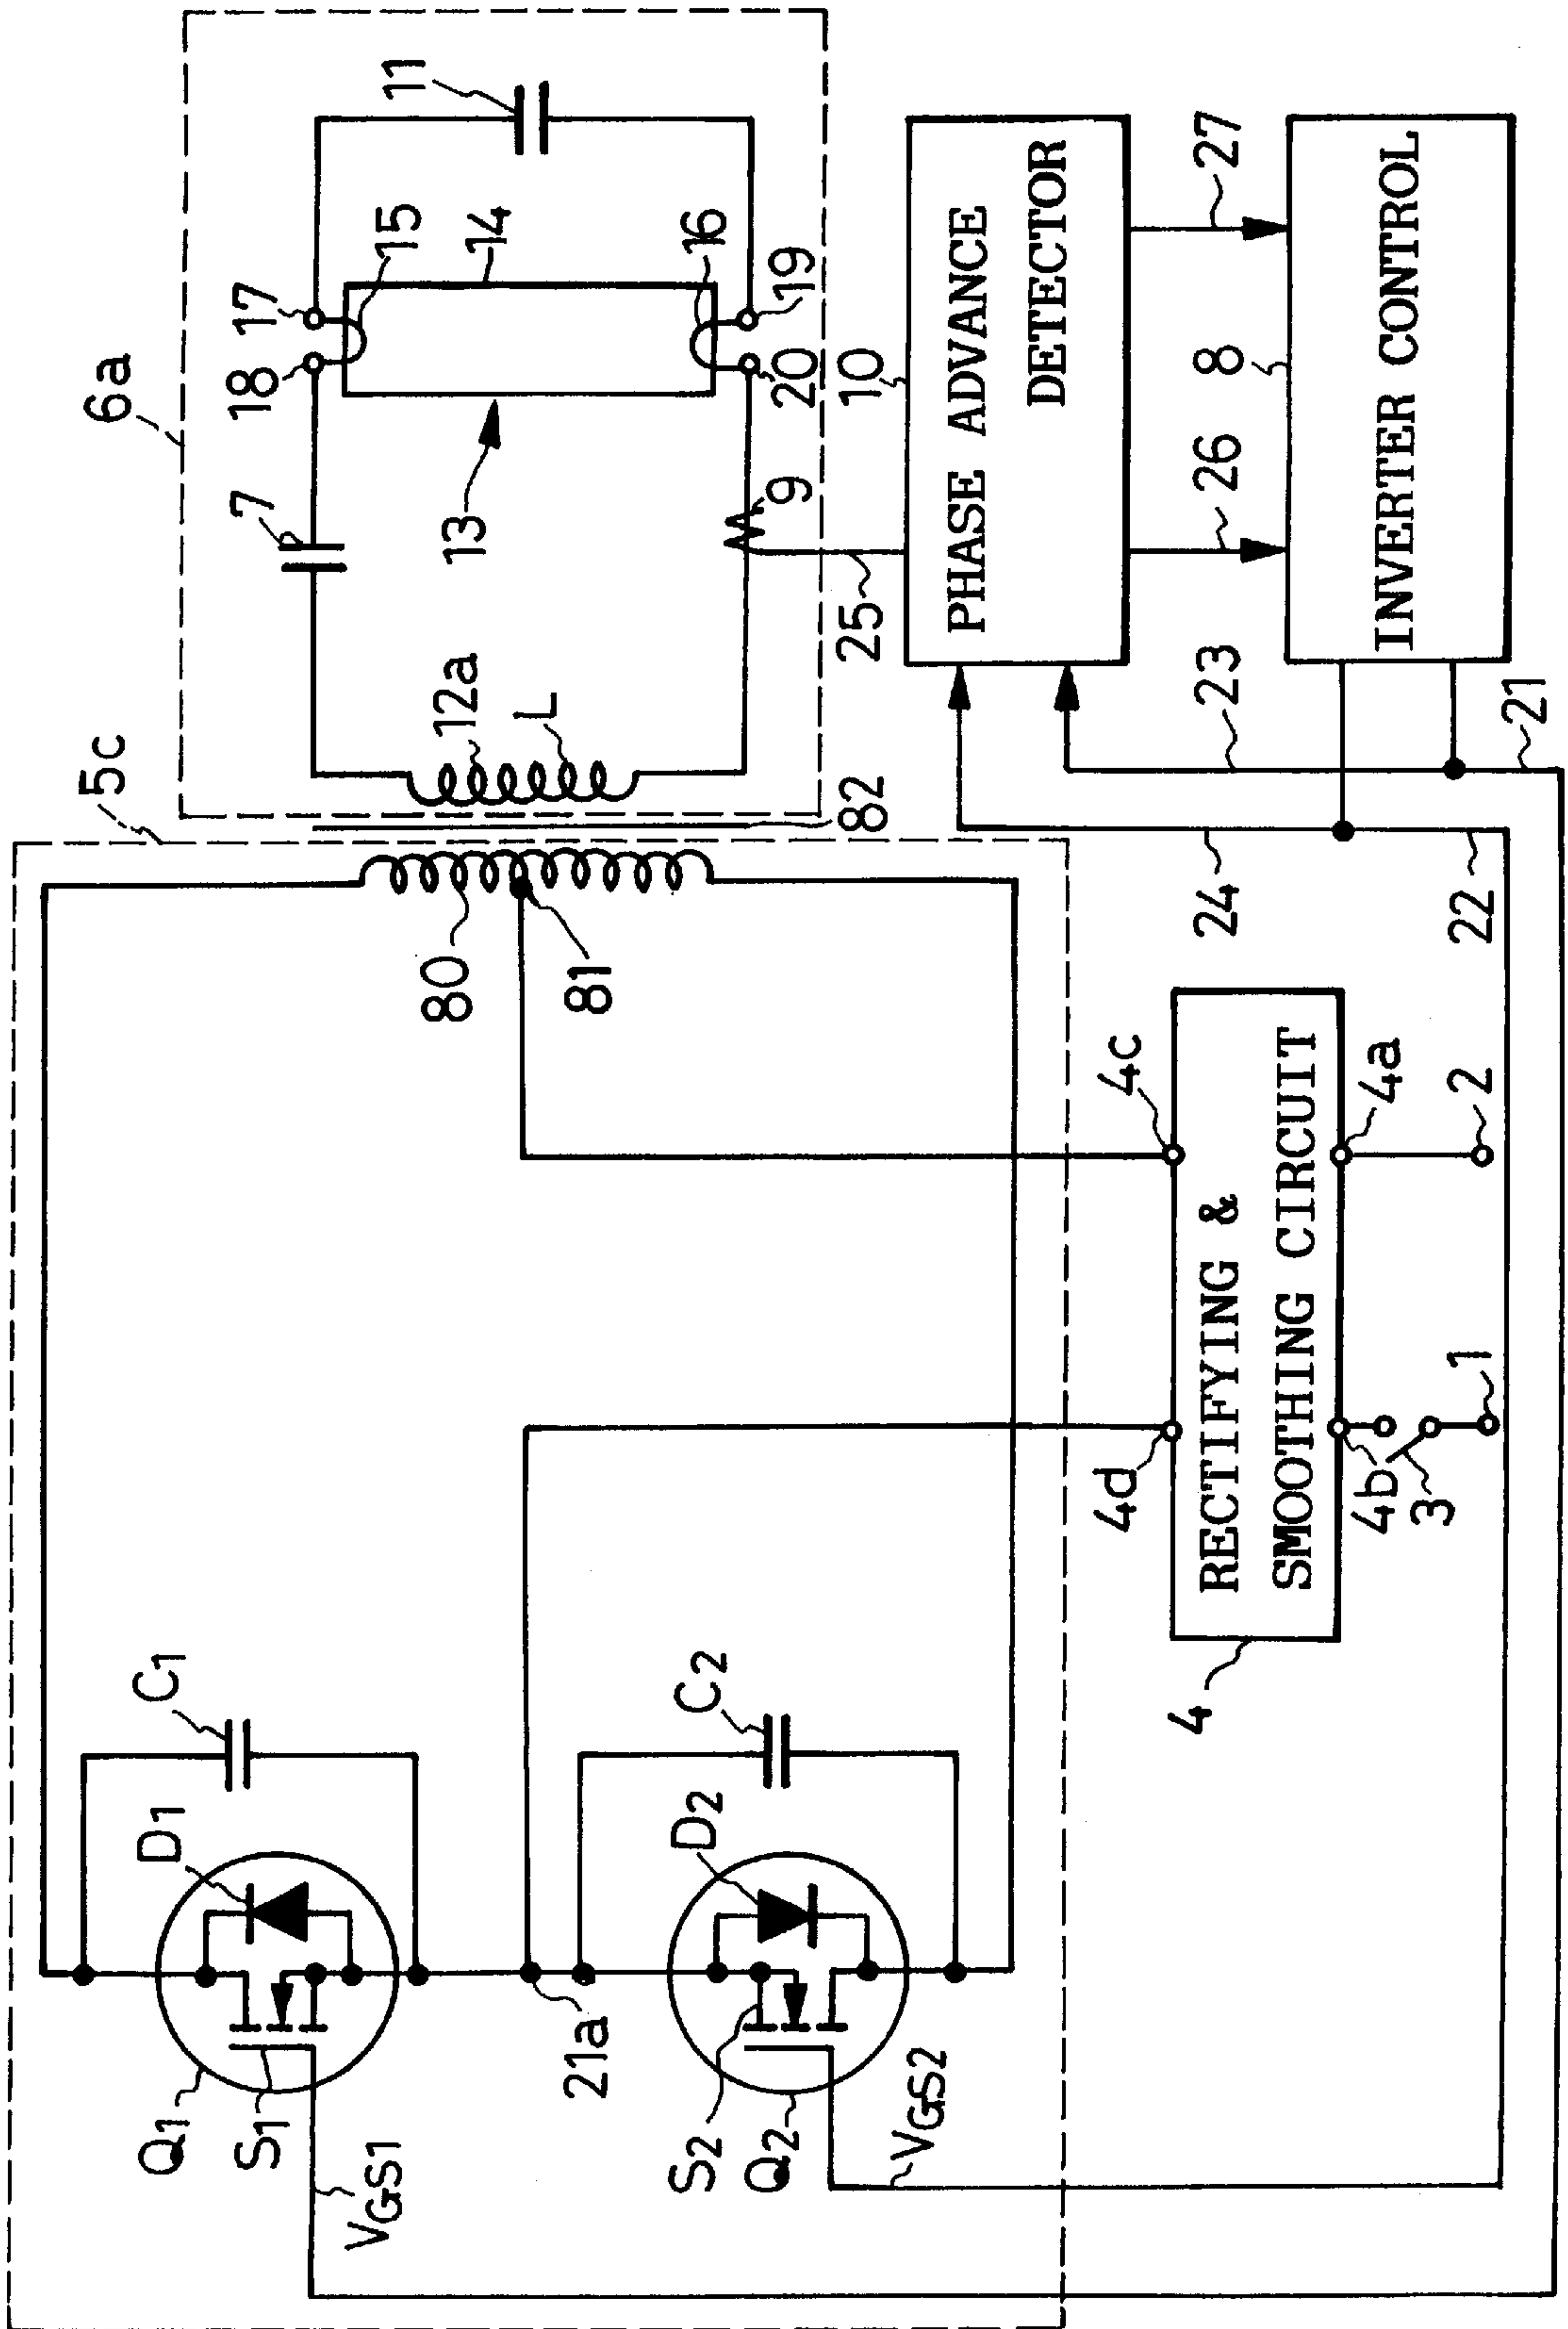 5c
6a
Q1
S1
D1
C1
VGS1
21a
S2
Q2
D2
C2
VGS2
80
81
82
12a
L
7
13
18
17
15
14
16
11
9
20
19
25
4
4d
4c
RECTIFYING &
SMOOTHING CIRCUIT
4b
4a
3
1
2
10
PHASE ADVANCE
DETECTOR
24
23
26
27
8
INVERTER CONTROL
22
21